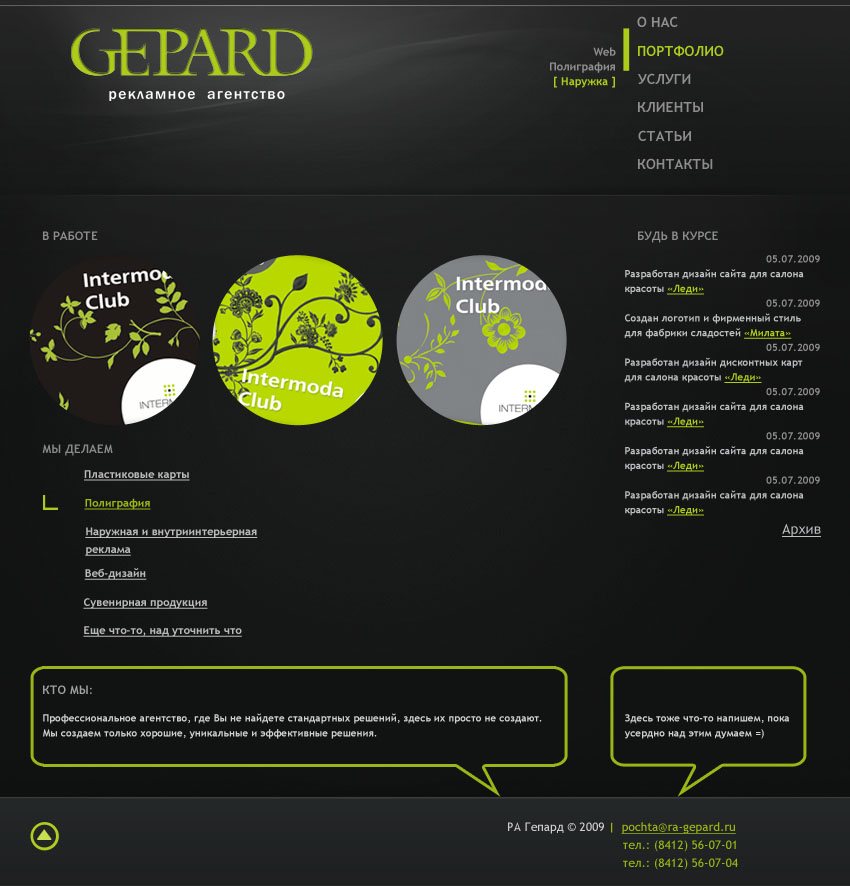 GEPARD
рекламное агентство
Web
Полиграфия
[ Наружка ]
О НАС
ПОРТФОЛИО
УСЛУГИ
КЛИЕНТЫ
СТАТЬИ
КОНТАКТЫ
В РАБОТЕ
Intermod
Club
INTERM
Intermoda
Club
Intermod
Club
INTERM
МЫ ДЕЛАЕМ
Пластиковые карты
Полиграфия
Наружная и внутриинтерьерная
реклама
Веб-дизайн
Сувенирная продукция
Еще что-то, над уточнить что
БУДЬ В КУРСЕ
05.07.2009
Разработан дизайн сайта для салона
красоты «Леди»
05.07.2009
Создан логотип и фирменный стиль
для фабрики сладостей «Милата»
05.07.2009
Разработан дизайн дисконтных карт
для салона красоты «Леди»
05.07.2009
Разработан дизайн сайта для салона
красоты «Леди»
05.07.2009
Разработан дизайн сайта для салона
красоты «Леди»
05.07.2009
Разработан дизайн сайта для салона
красоты «Леди»
Архив
КТО МЫ:
Профессиональное агентство, где Вы не найдете стандартных решений, здесь их просто не создают.
Мы создаем только хорошие, уникальные и эффективные решения.
Здесь тоже что-то напишем, пока
усердно над этим думаем =)
РА Гепард © 2009 | pochta@ra-gepard.ru
тел.: (8412) 56-07-01
тел.: (8412) 56-07-04